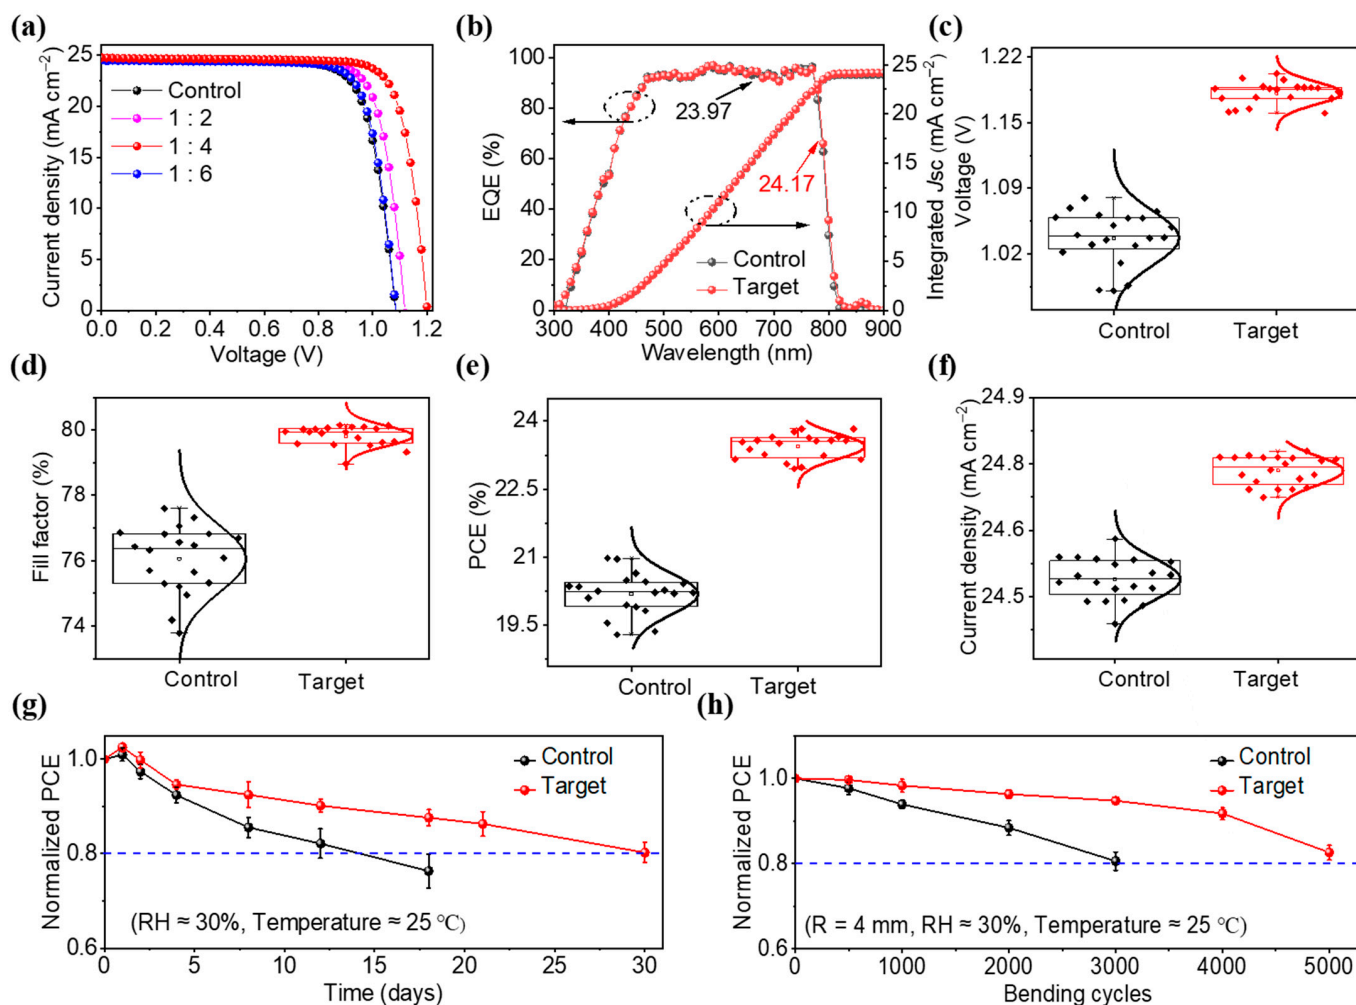 (a)
Current density (mA cm⁻²)
25
20
15
10
5
0
Control
1 : 2
1 : 4
1 : 6
0.0 0.2 0.4 0.6 0.8 1.0 1.2
Voltage (V)
(b)
EQE (%)
100
80
60
40
20
0
23.97
24.17
Control
Target
25
20
15
10
5
0
Integrated Jsc (mA cm⁻²)
300 400 500 600 700 800 900
Wavelength (nm)
(c)
Voltage (V)
1.22
1.15
1.09
1.02
Control Target
(d)
Fill factor (%)
80
78
76
74
Control Target
(e)
PCE (%)
24
22.5
21
19.5
Control Target
(f)
Current density (mA cm⁻²)
24.9
24.8
24.6
24.5
Control Target
(g)
Normalized PCE
1.0
0.8
0.6
Control
Target
(RH ≈ 30%, Temperature ≈ 25 °C)
0 5 10 15 20 25 30
Time (days)
(h)
Normalized PCE
1.0
0.8
0.6
Control
Target
(R = 4 mm, RH ≈ 30%, Temperature ≈ 25 °C)
0 1000 2000 3000 4000 5000
Bending cycles